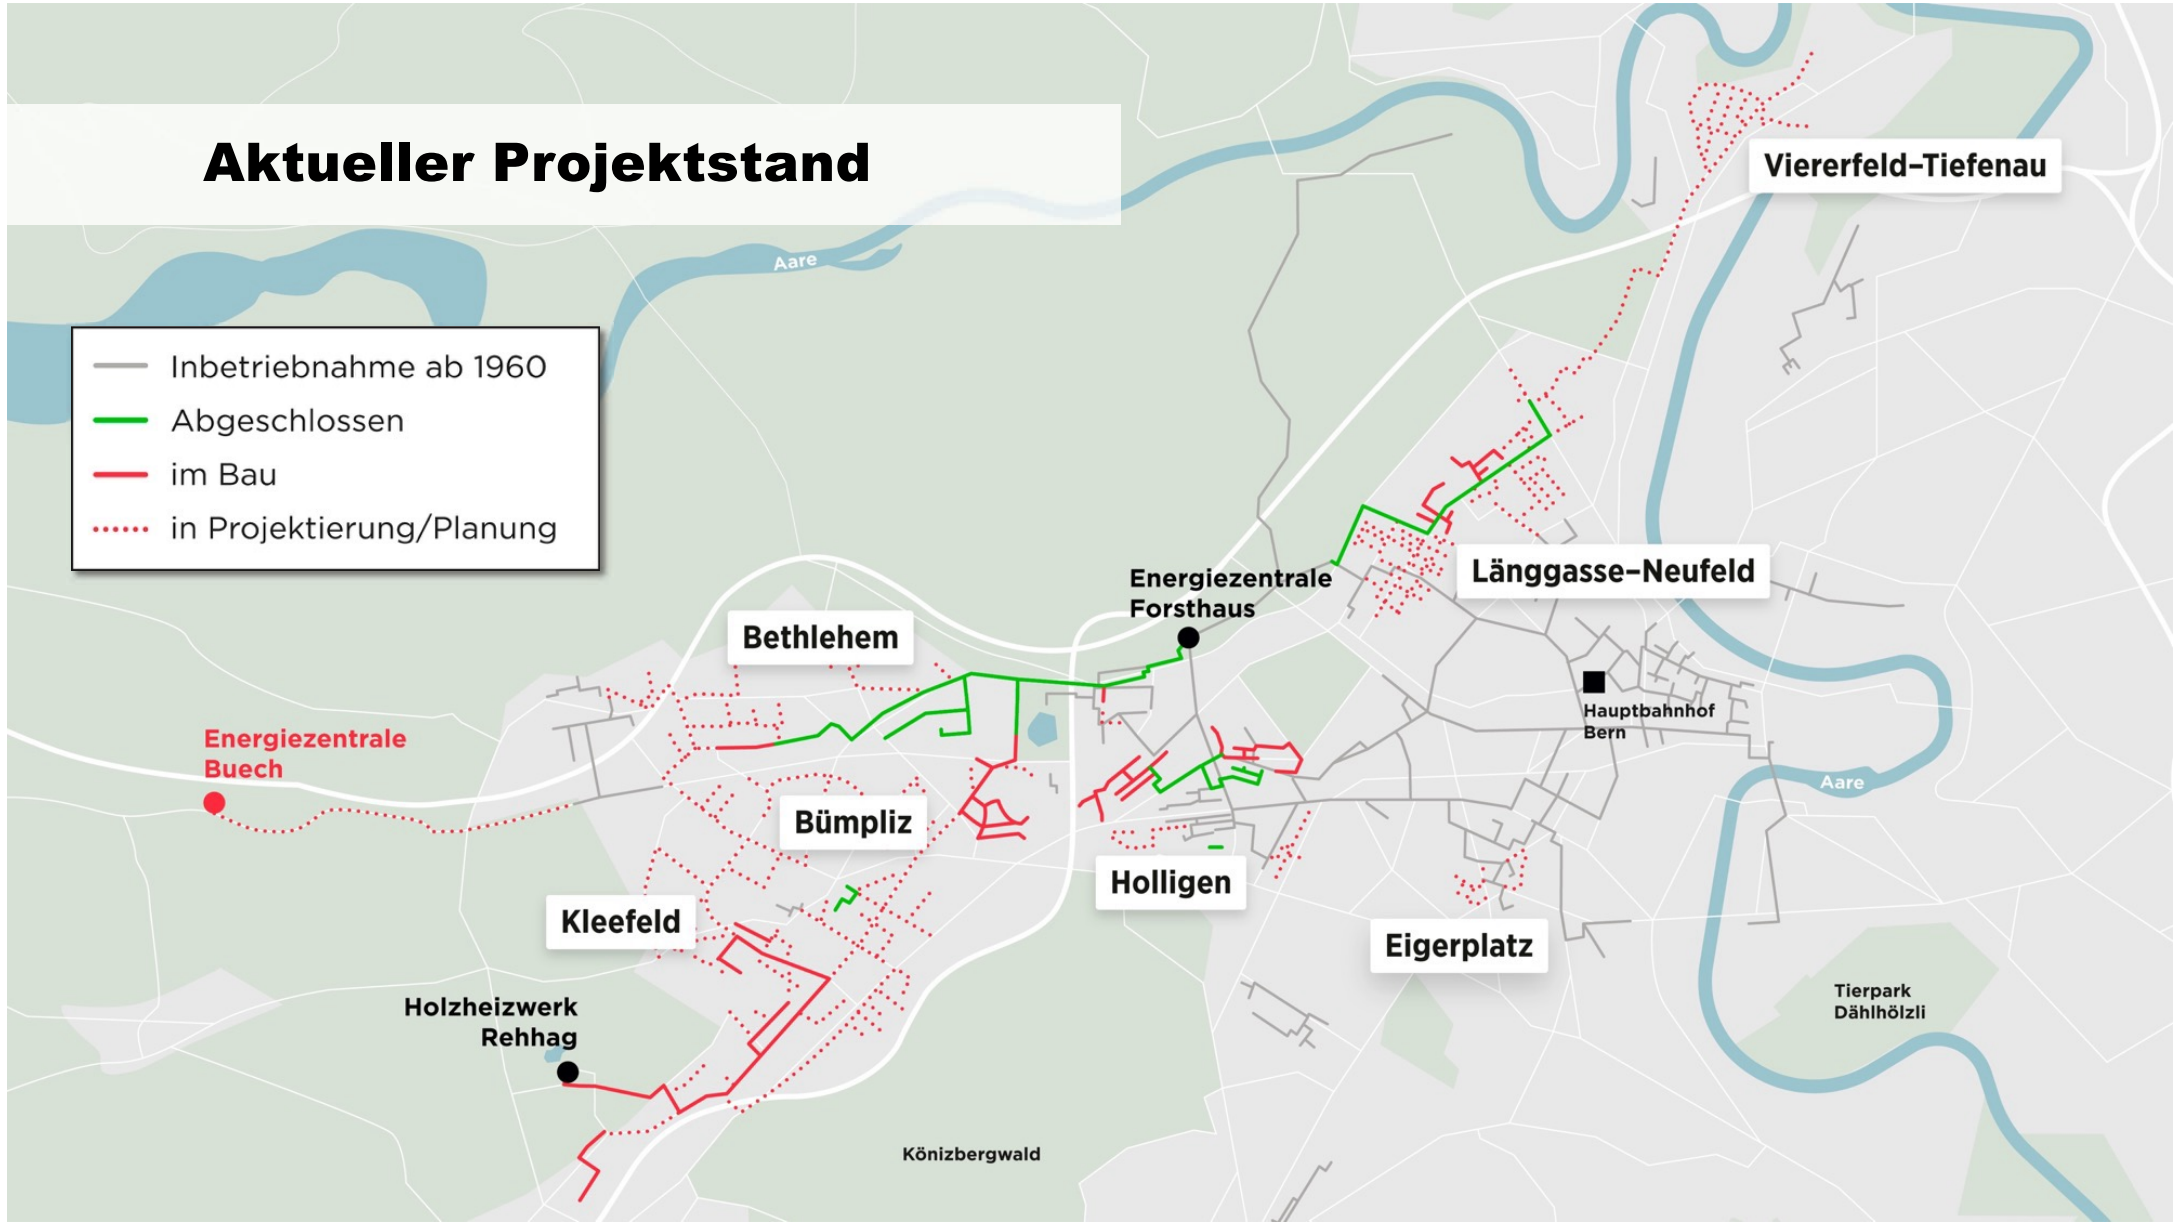 Aktueller Projektstand
Viererfeld–Tiefenau
Aare
Inbetriebnahme ab 1960
Abgeschlossen
im Bau
in Projektierung/Planung
Energiezentrale
Forsthaus
Länggasse–Neufeld
Bethlehem
Hauptbahnhof
Bern
Energiezentrale
Buech
Aare
Bümpliz
Holligen
Kleefeld
Eigerplatz
Holzheizwerk
Rehhag
Tierpark
Dählhölzli
Könizbergwald